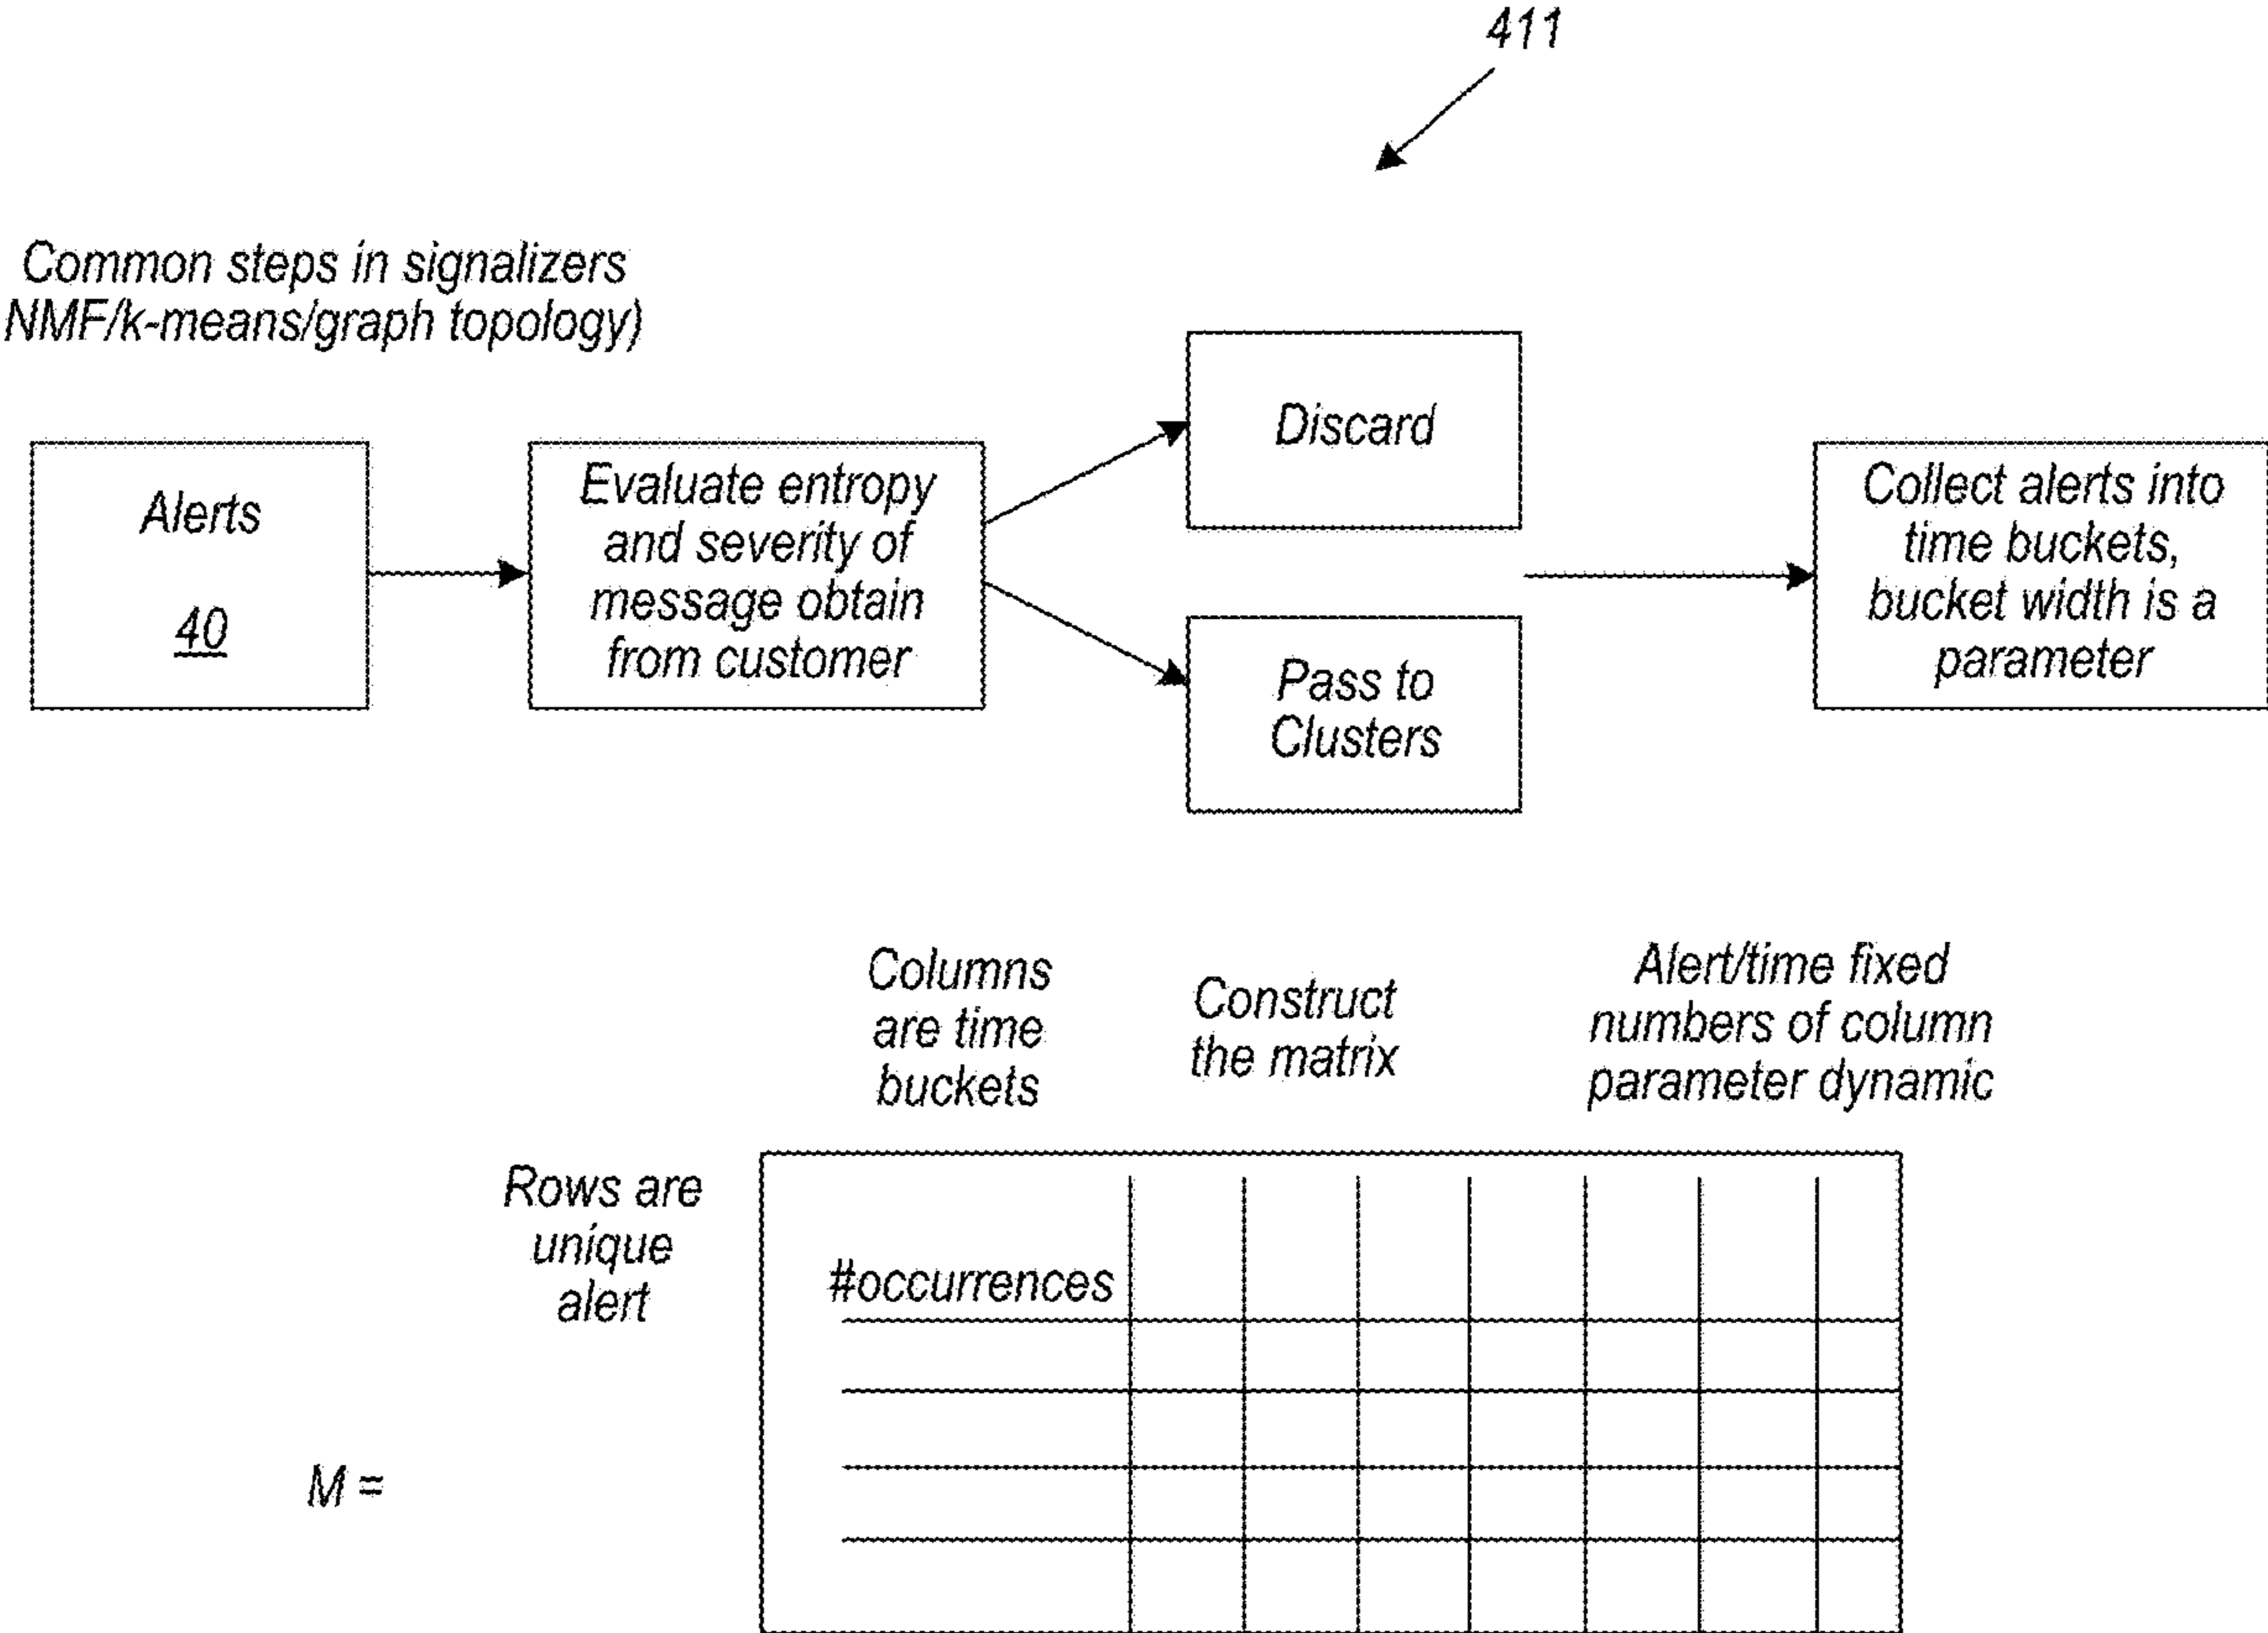 411
Common steps in signalizers
NMF/k-means/graph topology)
Alerts
40
Evaluate entropy
and severity of
message obtain
from customer
Discard
Pass to
Clusters
Collect alerts into
time buckets,
bucket width is a
parameter
Columns
are time
buckets
Construct
the matrix
Alert/time fixed
numbers of column
parameter dynamic
Rows are
unique
alert
#occurrences
M =